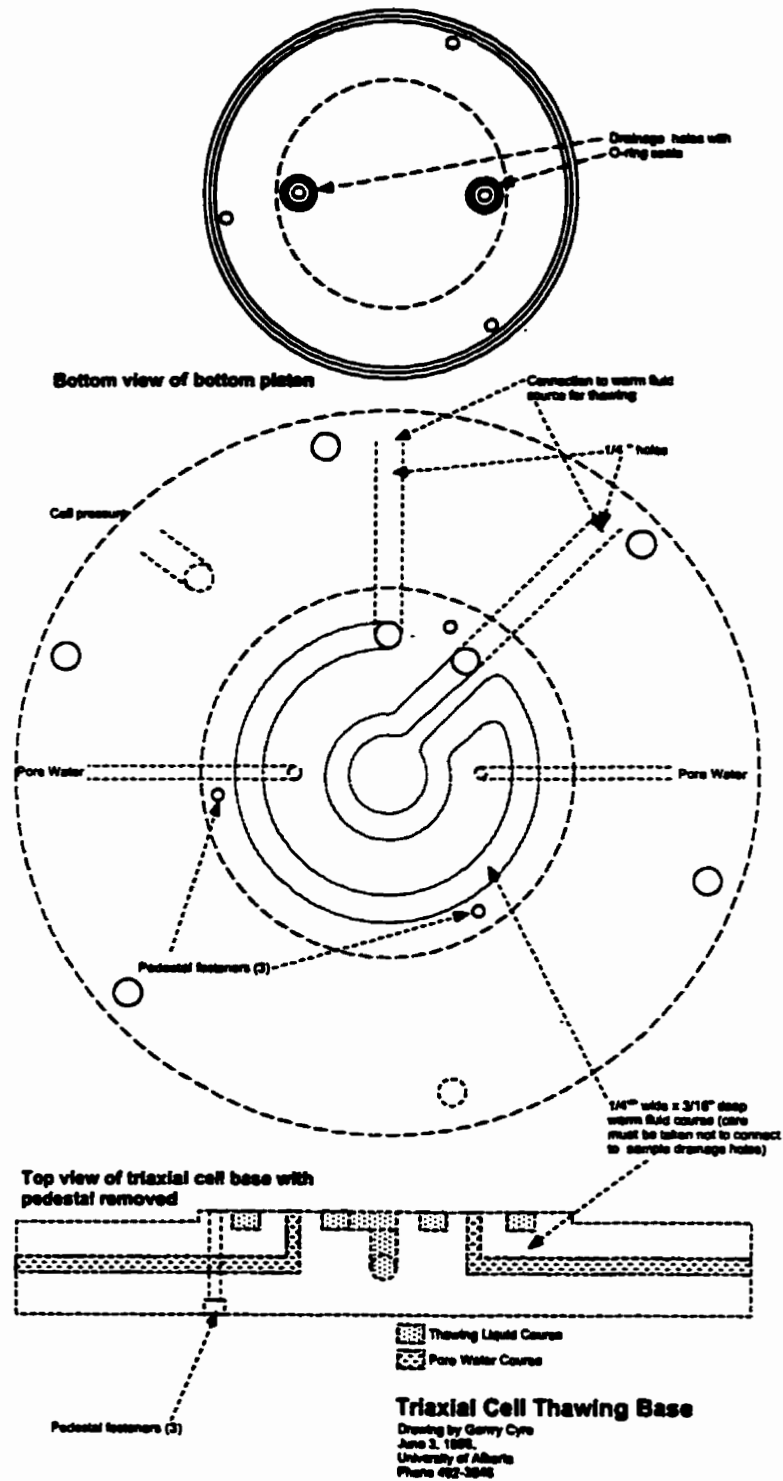 Drainage holes with
O-ring seals
Bottom view of bottom platen
Connection to warm fluid
source for thawing
1/4" holes
Cell pressure
Pore Water
Pore Water
Pedestal fasteners (3)
1/4"" wide x 3/16" deep
warm fluid course (care
must be taken not to connect
to sample drainage holes)
Top view of triaxial cell base with
pedestal removed
Thawing Liquid Course
Pore Water Course
Pedestal fasteners (3)
Triaxial Cell Thawing Base
Drawing by Gerry Cyre
June 3,
University of Alberta
Phone